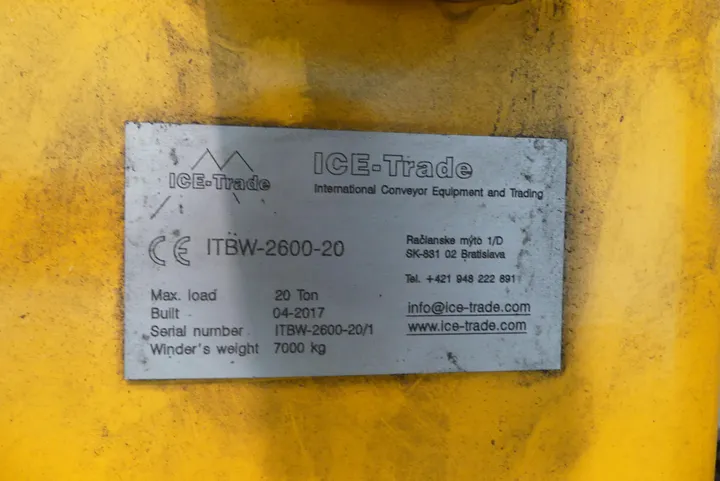 ICE-Trade
ICE-Trade
International Conveyor Equipment and Trading
CE ITBW-2600-20
Račianske mýto 1/D
SK-831 02 Bratislava
Tel. +421 948 222 891
Max. load 20 Ton
Built 04-2017
Serial number ITBW-2600-20/1
Winder's weight 7000 kg
info@ice-trade.com
www.ice-trade.com